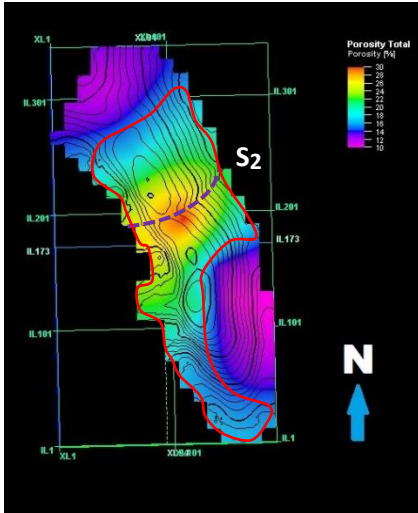 XL1
Porosity Total
Porosity [%]
30
28
26
24
22
20
18
16
14
12
10
IL301
IL301
S2
IL201
IL201
IL173
IL173
IL101
IL101
N
IL1
IL1
XL1